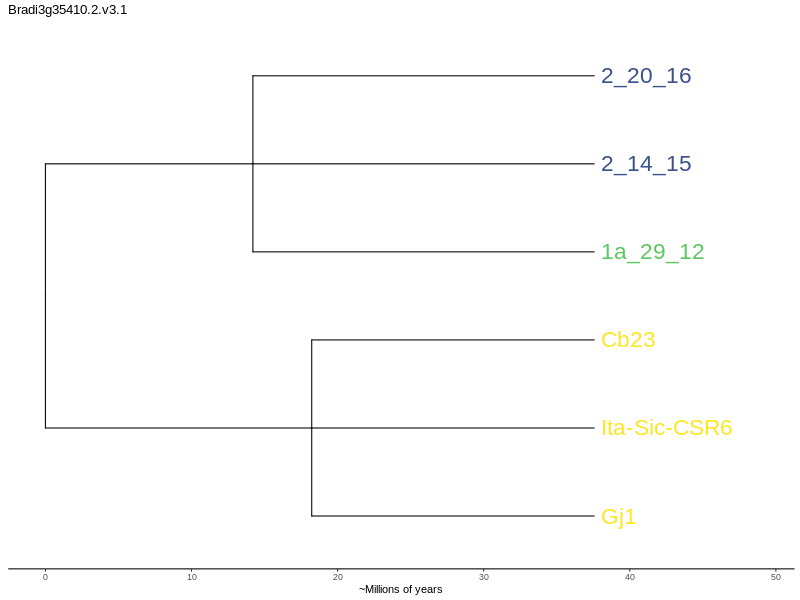 Bradi3g35410.2.v3.1
2_20_16
2_14_15
1a_29_12
Cb23
Ita-Sic-CSR6
Gj1
0 10 20 30 40 50
~Millions of years